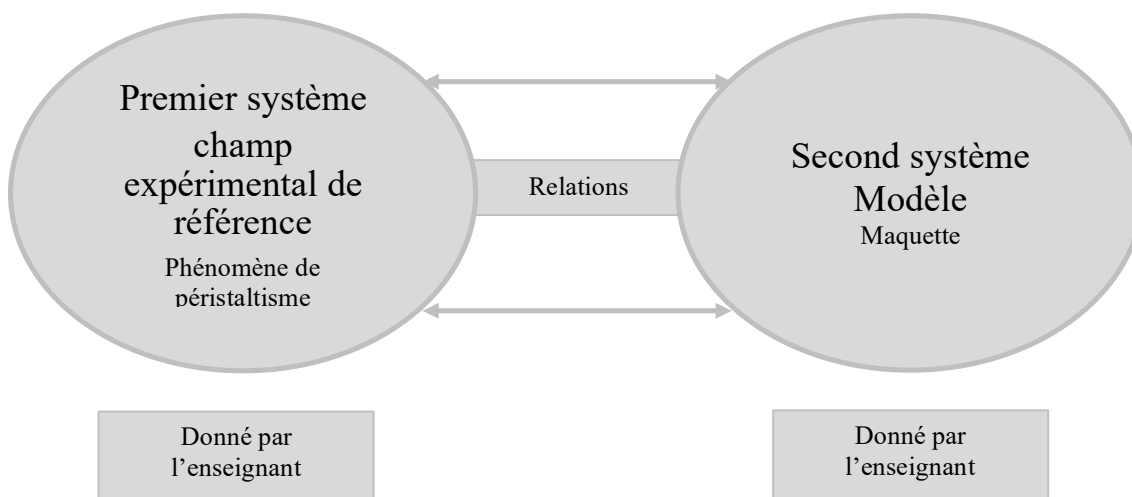 Premier système
champ
expérimental de
référence
Phénomène de
péristaltisme
Relations
Second système
Modèle
Maquette
Donné par
l’enseignant
Donné par
l’enseignant